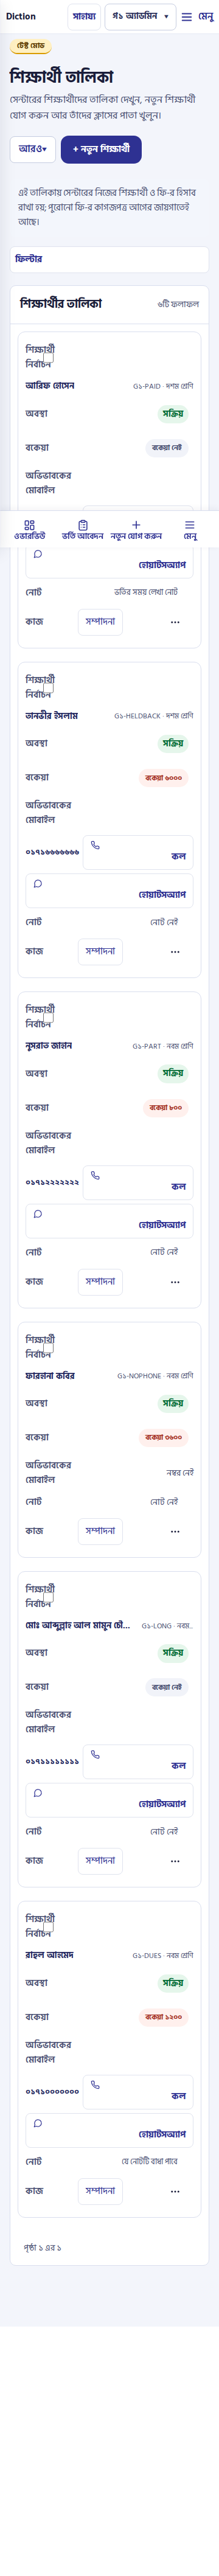 Diction
সাহায্য
গ১ অ্যাডমিন
মেনু
টেস্ট মোড
শিক্ষার্থী তালিকা
সেন্টারের শিক্ষার্থীদের তালিকা দেখুন, নতুন শিক্ষার্থী
যোগ করুন আর তাঁদের ক্লাসের পাতা খুলুন।
আরও▾
+ নতুন শিক্ষার্থী
এই তালিকায় সেন্টারের নিজের শিক্ষার্থী ও ফি-র হিসাব
রাখা হয়; পুরোনো ফি-র কাগজপত্র আগের জায়গাতেই
আছে।
ফিল্টার
শিক্ষার্থীর তালিকা
৬টি ফলাফল
শিক্ষার্থী
নির্বাচন
আরিফ হোসেন
G১-PAID · দশম শ্রেণি
অবস্থা
সক্রিয়
বকেয়া
বকেয়া নেই
অভিভাবকের
মোবাইল
ওভারভিউ
ভর্তি আবেদন
নতুন যোগ করুন
মেনু
হোয়াটসঅ্যাপ
নোট
ভর্তির সময় লেখা নোট
কাজ
সম্পাদনা
···
শিক্ষার্থী
নির্বাচন
তানভীর ইসলাম
G১-HELDBACK · দশম শ্রেণি
অবস্থা
সক্রিয়
বকেয়া
বকেয়া ৬০০০
অভিভাবকের
মোবাইল
০১৭১৬৬৬৬৬৬৬
কল
হোয়াটসঅ্যাপ
নোট
নোট নেই
কাজ
সম্পাদনা
···
শিক্ষার্থী
নির্বাচন
নুসরাত জাহান
G১-PART · নবম শ্রেণি
অবস্থা
সক্রিয়
বকেয়া
বকেয়া ৮০০
অভিভাবকের
মোবাইল
০১৭১২২২২২২২
কল
হোয়াটসঅ্যাপ
নোট
নোট নেই
কাজ
সম্পাদনা
···
শিক্ষার্থী
নির্বাচন
ফারহানা কবির
G১-NOPHONE · নবম শ্রেণি
অবস্থা
সক্রিয়
বকেয়া
বকেয়া ৩৬০০
অভিভাবকের
মোবাইল
নম্বর নেই
নোট
নোট নেই
কাজ
সম্পাদনা
···
শিক্ষার্থী
নির্বাচন
মোঃ আব্দুল্লাহ আল মামুন চৌ...
G১-LONG · নবম...
অবস্থা
সক্রিয়
বকেয়া
বকেয়া নেই
অভিভাবকের
মোবাইল
০১৭১১১১১১১১
কল
হোয়াটসঅ্যাপ
নোট
নোট নেই
কাজ
সম্পাদনা
···
শিক্ষার্থী
নির্বাচন
রাহুল আহমেদ
G১-DUES · নবম শ্রেণি
অবস্থা
সক্রিয়
বকেয়া
বকেয়া ১২০০
অভিভাবকের
মোবাইল
০১৭১০০০০০০০
কল
হোয়াটসঅ্যাপ
নোট
যে নোটটি বাধা পাবে
কাজ
সম্পাদনা
···
পৃষ্ঠা ১ এর ১